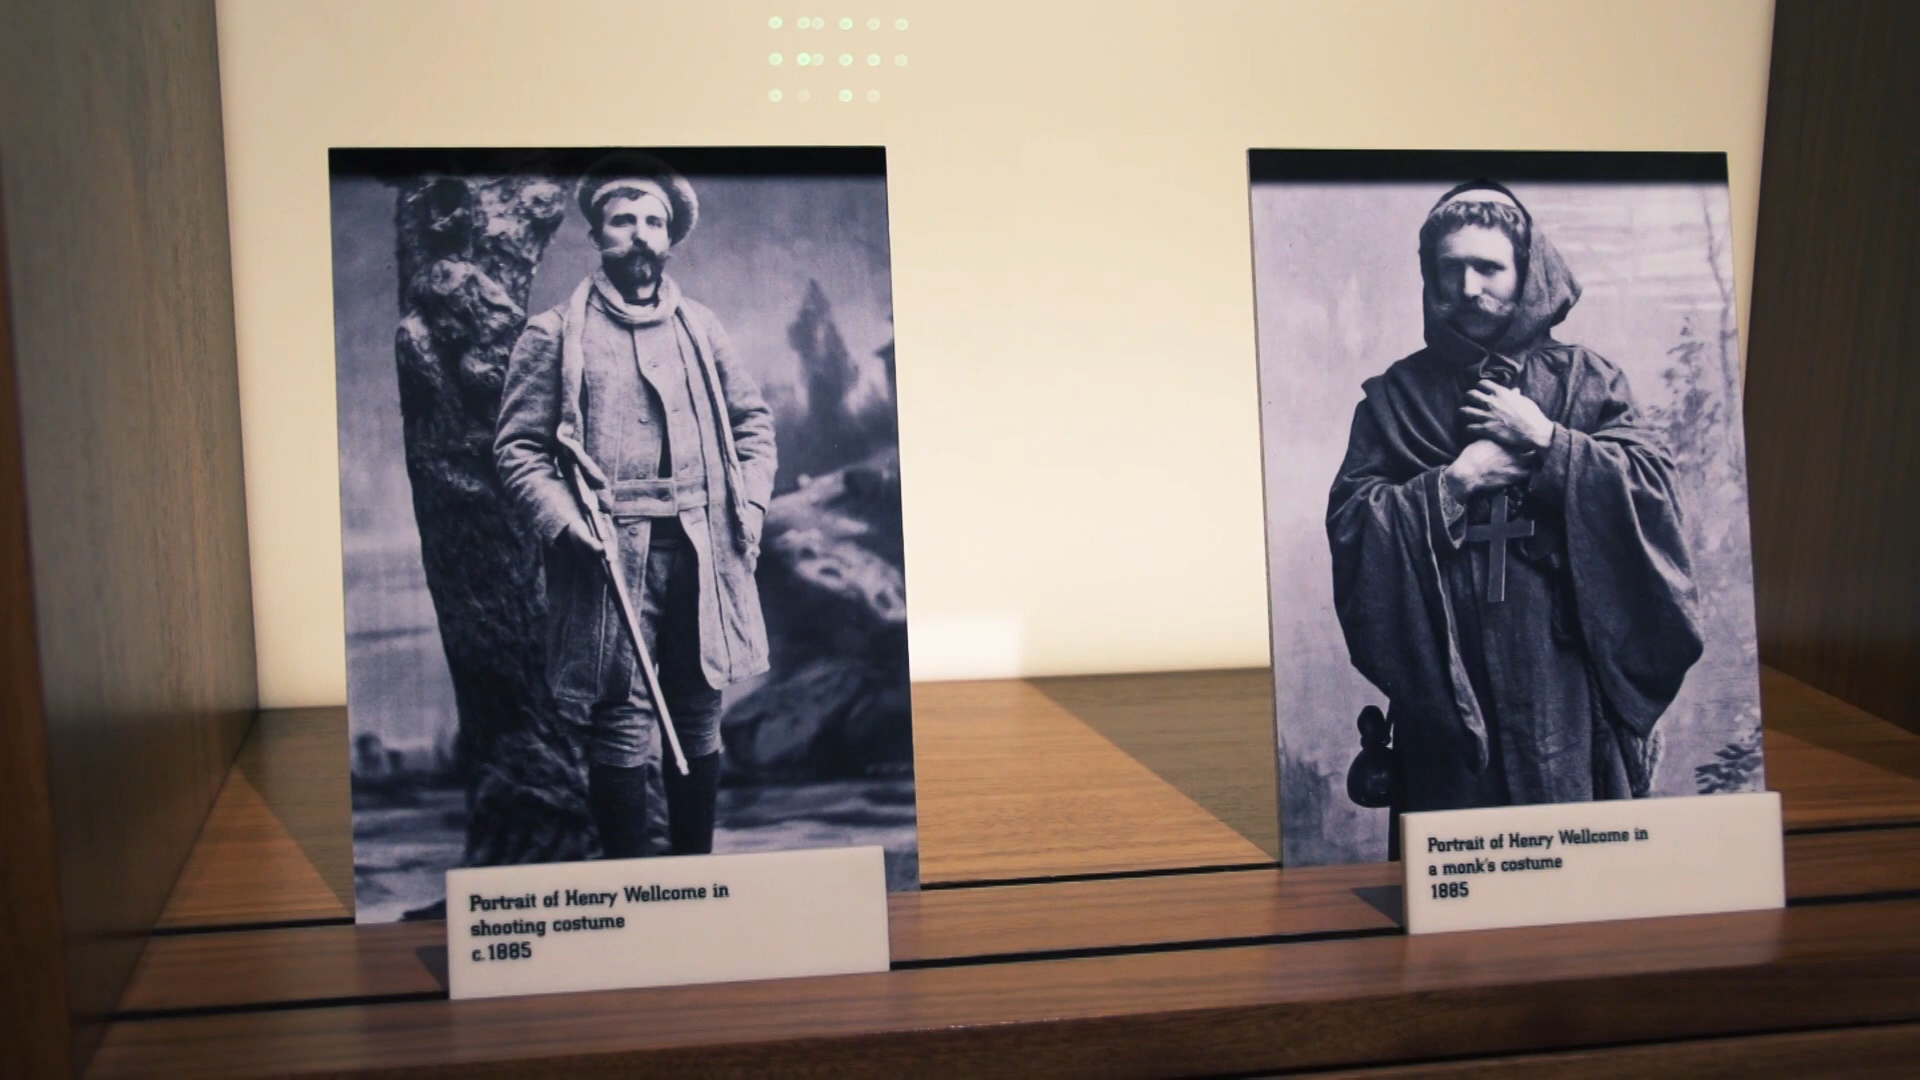 Portrait of Henry Wellcome in
shooting costume
c.1885
Portrait of Henry Wellcome in
a monk's costume
1885